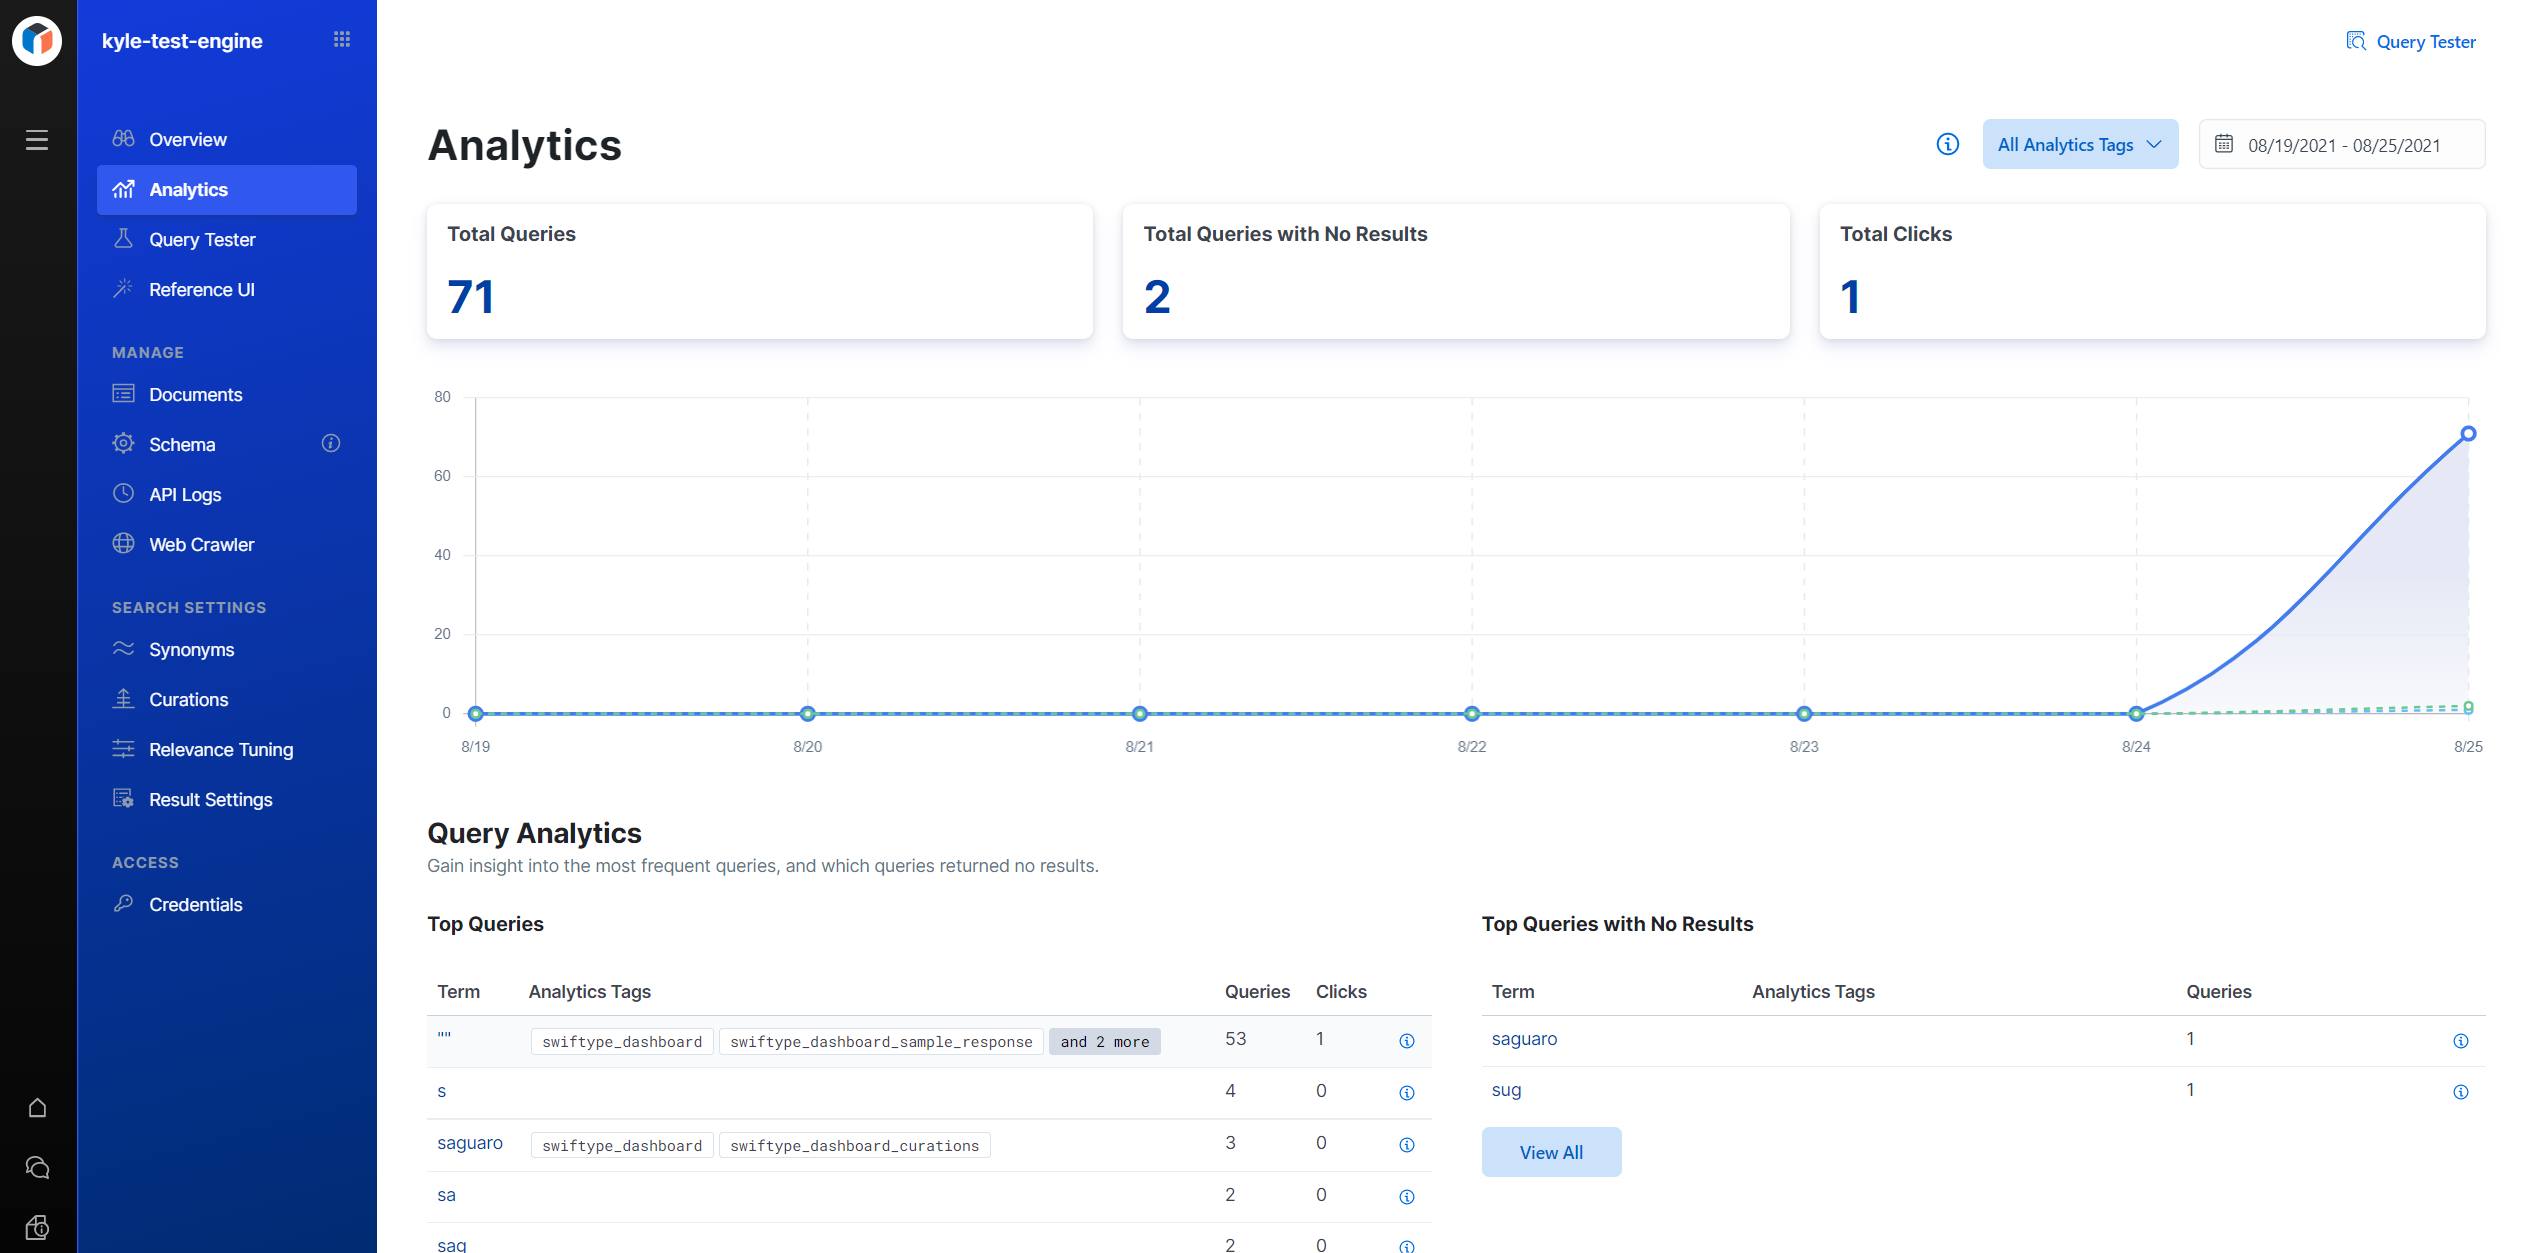 kyle-test-engine
Query Tester
Overview
Analytics
Query Tester
Reference UI
MANAGE
Documents
Schema
API Logs
Web Crawler
SEARCH SETTINGS
Synonyms
Curations
Relevance Tuning
Result Settings
ACCESS
Credentials
Analytics
All Analytics Tags
08/19/2021 - 08/25/2021
Total Queries
71
Total Queries with No Results
2
Total Clicks
1
80
60
40
20
0
8/19 8/20 8/21 8/22 8/23 8/24 8/25
Query Analytics
Gain insight into the most frequent queries, and which queries returned no results.
Top Queries
Term Analytics Tags Queries Clicks
"" swiftype_dashboard swiftype_dashboard_sample_response and 2 more 53 1
s 4 0
saguaro swiftype_dashboard swiftype_dashboard_curations 3 0
sa 2 0
sag 2 0
Top Queries with No Results
Term Analytics Tags Queries
saguaro 1
sug 1
View All